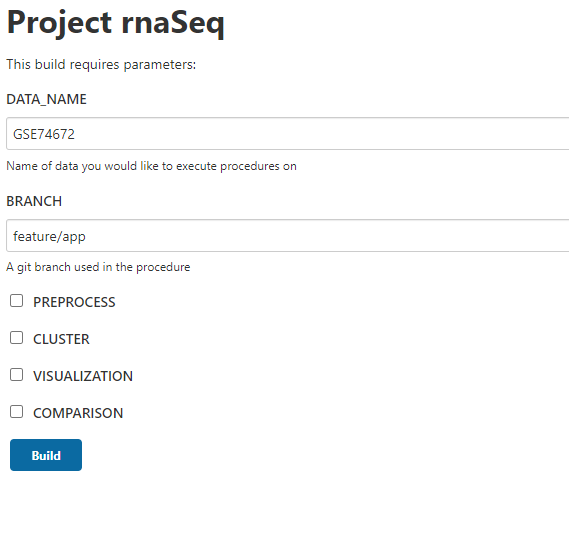 Project rnaSeq
This build requires parameters:
DATA_NAME
GSE74672
Name of data you would like to execute procedures on
BRANCH
feature/app
A git branch used in the procedure
PREPROCESS
CLUSTER
VISUALIZATION
COMPARISON
Build